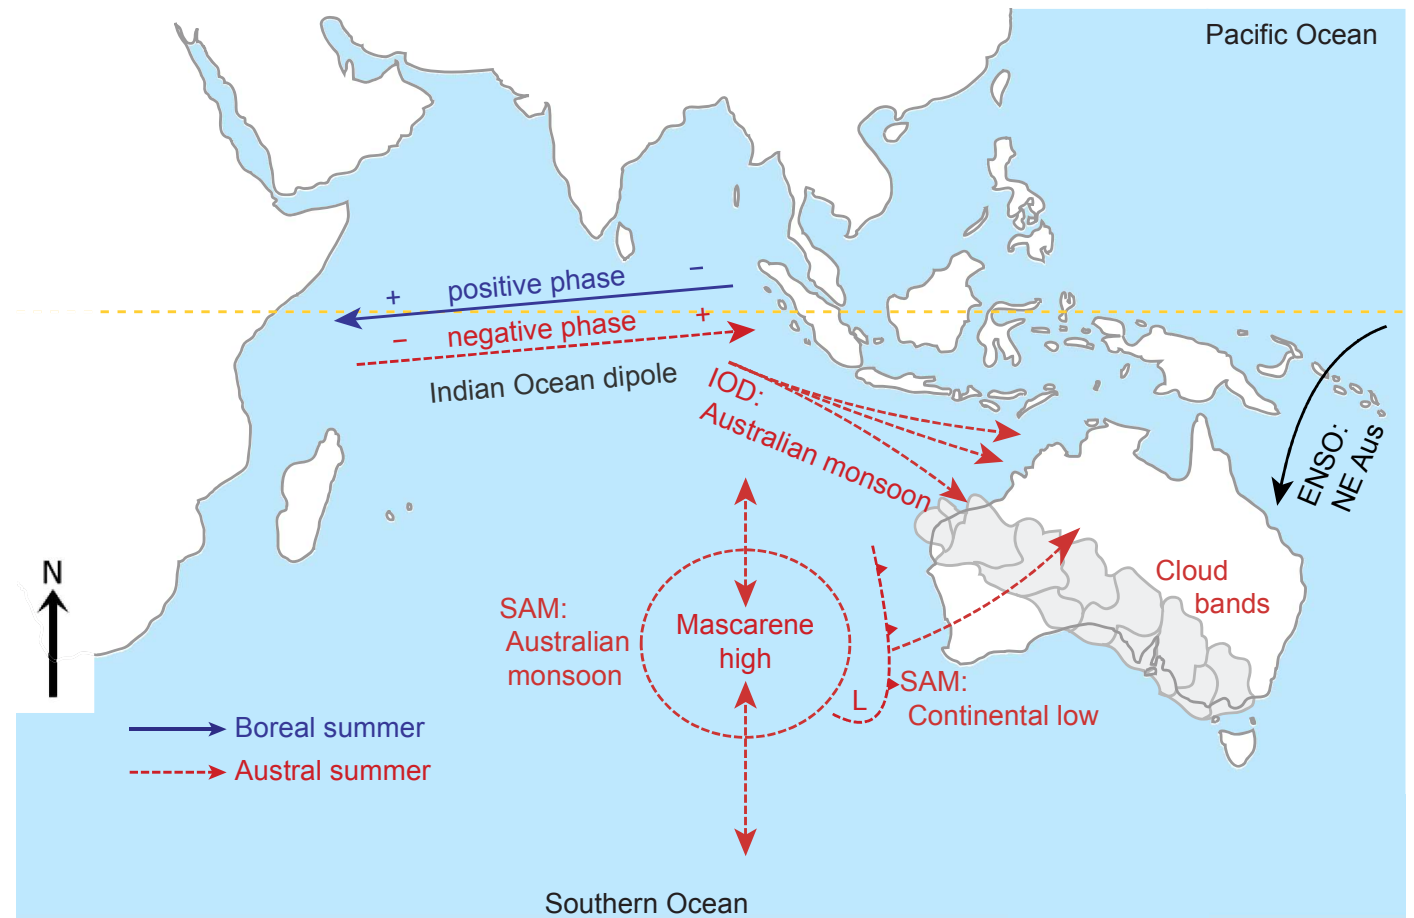 Pacific Ocean
+ positive phase –
– negative phase +
Indian Ocean dipole
IOD:
Australian monsoon
ENSO:
NE Aus
N
Cloud
bands
SAM:
Australian
monsoon
Mascarene
high
L
SAM:
Continental low
Boreal summer
Austral summer
Southern Ocean